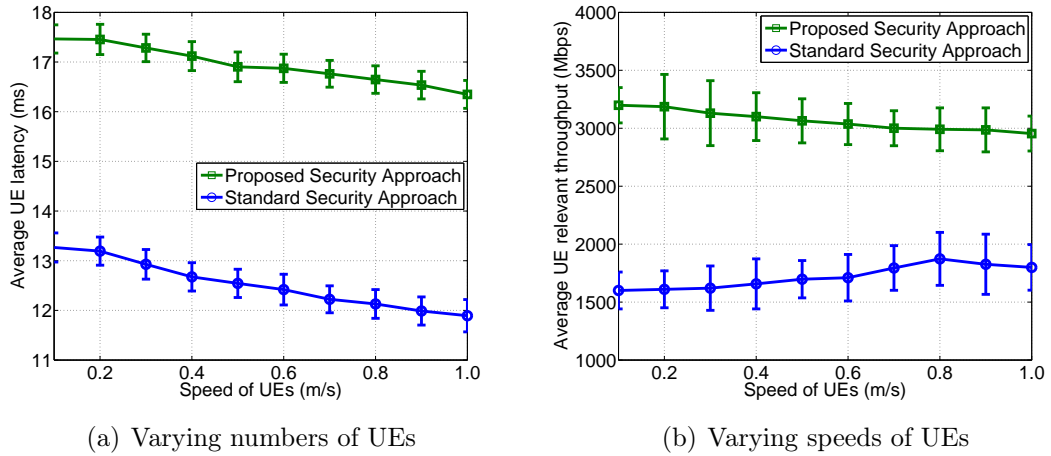 18
17
16
15
14
13
12
11
Average UE latency (ms)
Proposed Security Approach
Standard Security Approach
0.2 0.4 0.6 0.8 1.0
Speed of UEs (m/s)
(a) Varying numbers of UEs
4000
3500
3000
2500
2000
1500
1000
Average UE relevant throughput (Mbps)
Proposed Security Approach
Standard Security Approach
0.2 0.4 0.6 0.8 1.0
Speed of UEs (m/s)
(b) Varying speeds of UEs